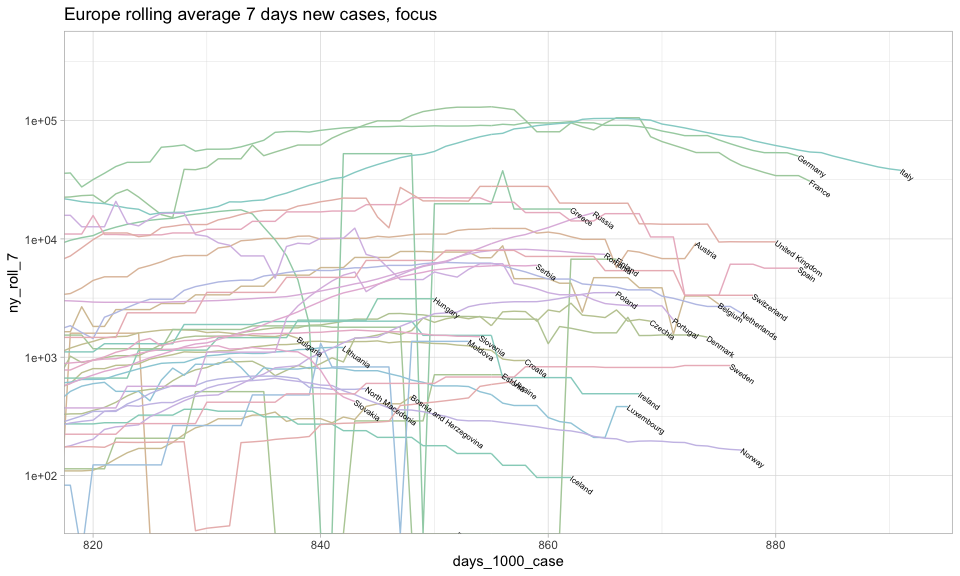 Europe rolling average 7 days new cases, focus
ny_roll_7
1e+05
1e+04
1e+03
1e+02
Germany
Italy
France
Greece
Russia
United Kingdom
Austria
Spain
Finland
Serbia
Poland
Switzerland
Hungary
Belgium
Netherlands
Portugal
Czechia
Denmark
Bulgaria
Lithuania
Slovenia
Moldova
Croatia
Sweden
Ukraine
Ireland
Luxembourg
North Macedonia
Slovakia
Bosnia and Herzegovina
Norway
Iceland
820
840
860
880
days_1000_case